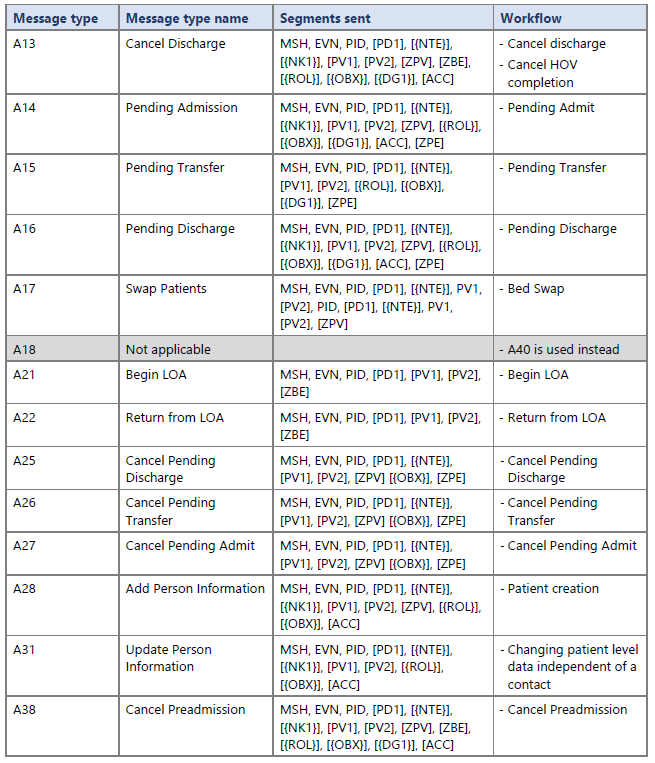 Message type Message type name Segments sent Workflow
A13 Cancel Discharge MSH, EVN, PID, [PD1], [{NTE}], - Cancel discharge
[{NK1}], [PV1], [PV2], [ZPV], [ZBE], - Cancel HOV
[{ROL}], [{OBX}], [{DG1}], [ACC] completion
A14 Pending Admission MSH, EVN, PID, [PD1], [{NTE}], - Pending Admit
[{NK1}], [PV1], [PV2], [ZPV], [{ROL}],
[{OBX}], [{DG1}], [ACC], [ZPE]
A15 Pending Transfer MSH, EVN, PID, [PD1], [{NTE}], - Pending Transfer
[PV1], [PV2], [{ROL}], [{OBX}],
[{DG1}], [ZPE]
A16 Pending Discharge MSH, EVN, PID, [PD1], [{NTE}], - Pending Discharge
[{NK1}], [PV1], [PV2], [ZPV], [{ROL}],
[{OBX}], [{DG1}], [ACC], [ZPE]
A17 Swap Patients MSH, EVN, PID, [PD1], [{NTE}], PV1, - Bed Swap
[PV2], PID, [PD1], [{NTE}], PV1,
[PV2], [ZPV]
A18 Not applicable - A40 is used instead
A21 Begin LOA MSH, EVN, PID, [PD1], [PV1], [PV2], - Begin LOA
[ZBE]
A22 Return from LOA MSH, EVN, PID, [PD1], [PV1], [PV2], - Return from LOA
[ZBE]
A25 Cancel Pending MSH, EVN, PID, [PD1], [{NTE}], - Cancel Pending
Discharge [PV1], [PV2], [ZPV] [{OBX}], [ZPE] Discharge
A26 Cancel Pending MSH, EVN, PID, [PD1], [{NTE}], - Cancel Pending
Transfer [PV1], [PV2], [ZPV] [{OBX}], [ZPE] Transfer
A27 Cancel Pending Admit MSH, EVN, PID, [PD1], [{NTE}], - Cancel Pending Admit
[PV1], [PV2], [ZPV] [{OBX}], [ZPE]
A28 Add Person Information MSH, EVN, PID, [PD1], [{NTE}], - Patient creation
[{NK1}], [PV1], [PV2], [ZPV], [{ROL}],
[{OBX}], [ACC]
A31 Update Person MSH, EVN, PID, [PD1], [{NTE}], - Changing patient level
Information [{NK1}], [PV1], [PV2], [{ROL}], data independent of a
[{OBX}], [ACC] contact
A38 Cancel Preadmission MSH, EVN, PID, [PD1], [{NTE}], - Cancel Preadmission
[{NK1}], [PV1], [PV2], [ZPV], [ZBE],
[{ROL}], [{OBX}], [{DG1}], [ACC]